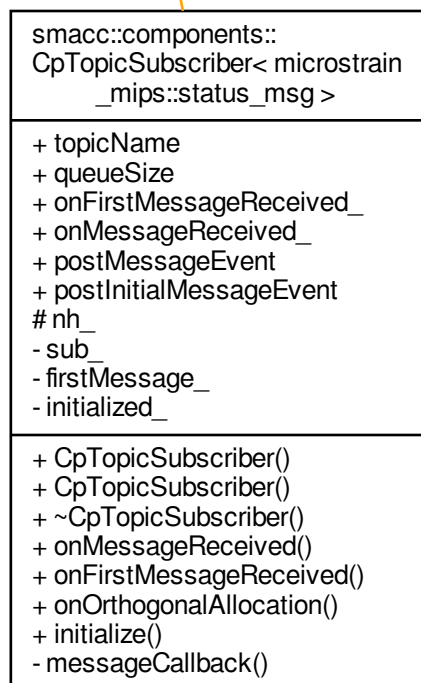 smacc::components::
CpTopicSubscriber< microstrain
_mips::status_msg >
+ topicName
+ queueSize
+ onFirstMessageReceived_
+ onMessageReceived_
+ postMessageEvent
+ postInitialMessageEvent
# nh_
- sub_
- firstMessage_
- initialized_
+ CpTopicSubscriber()
+ CpTopicSubscriber()
+ ~CpTopicSubscriber()
+ onMessageReceived()
+ onFirstMessageReceived()
+ onOrthogonalAllocation()
+ initialize()
- messageCallback()